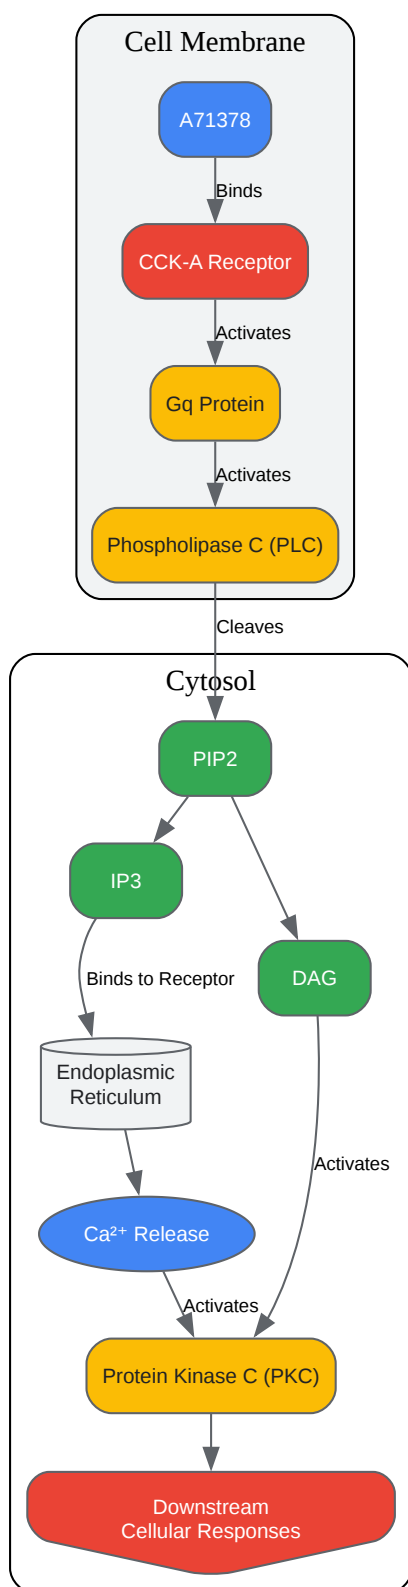 Cell Membrane
A71378
Binds
CCK-A Receptor
Activates
Gq Protein
Activates
Phospholipase C (PLC)
Cleaves
Cytosol
PIP2
IP3
DAG
Binds to Receptor
Endoplasmic
Reticulum
Activates
Ca²⁺ Release
Activates
Protein Kinase C (PKC)
Downstream
Cellular Responses